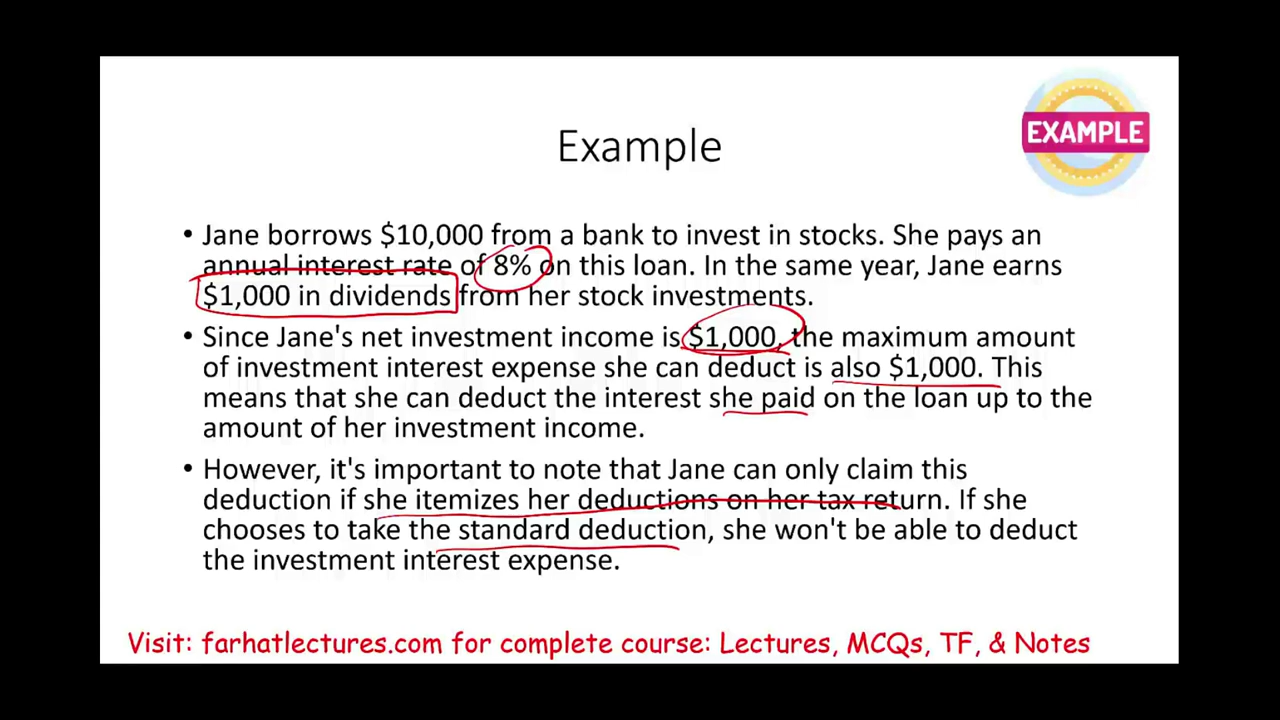 EXAMPLE
Example
• Jane borrows $10,000 from a bank to invest in stocks. She pays an
annual interest rate of 8% on this loan. In the same year, Jane earns
$1,000 in dividends from her stock investments.
• Since Jane's net investment income is $1,000, the maximum amount
of investment interest expense she can deduct is also $1,000. This
means that she can deduct the interest she paid on the loan up to the
amount of her investment income.
• However, it's important to note that Jane can only claim this
deduction if she itemizes her deductions on her tax return. If she
chooses to take the standard deduction, she won't be able to deduct
the investment interest expense.
Visit: farhatlectures.com for complete course: Lectures, MCQs, TF, & Notes